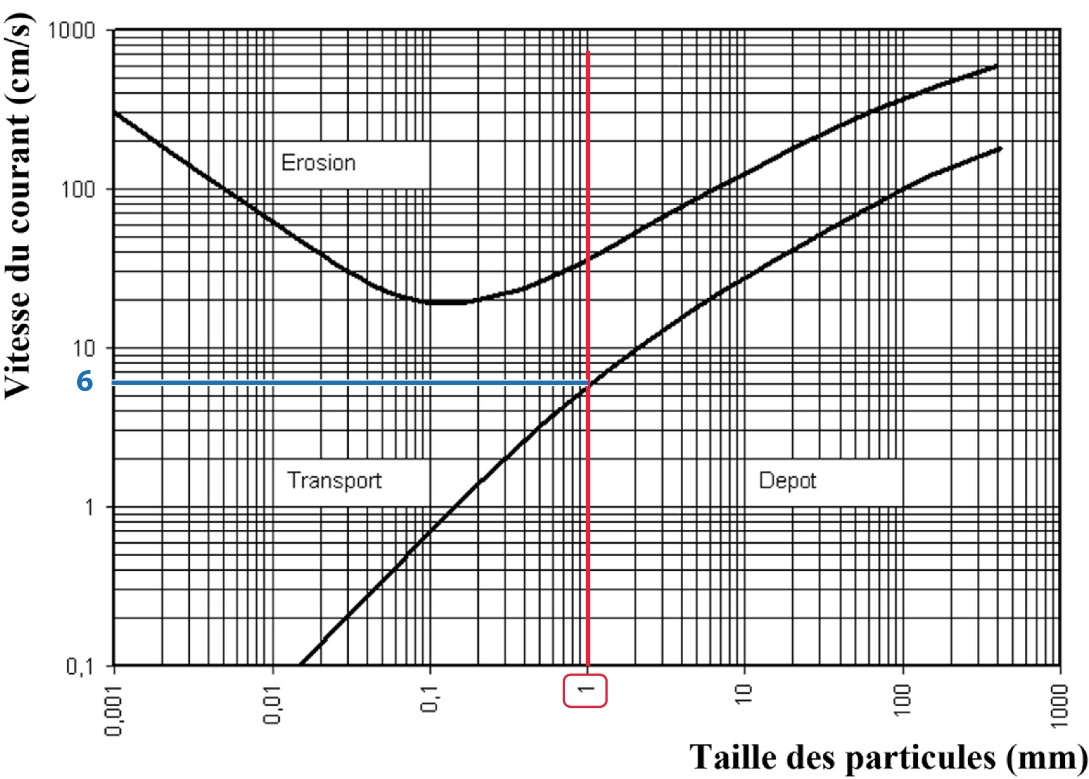 Vitesse du courant (cm/s)
1000
100
10
6
1
0,1
Erosion
Transport
Depot
0,001
0,01
0,1
1
10
100
1000
Taille des particules (mm)